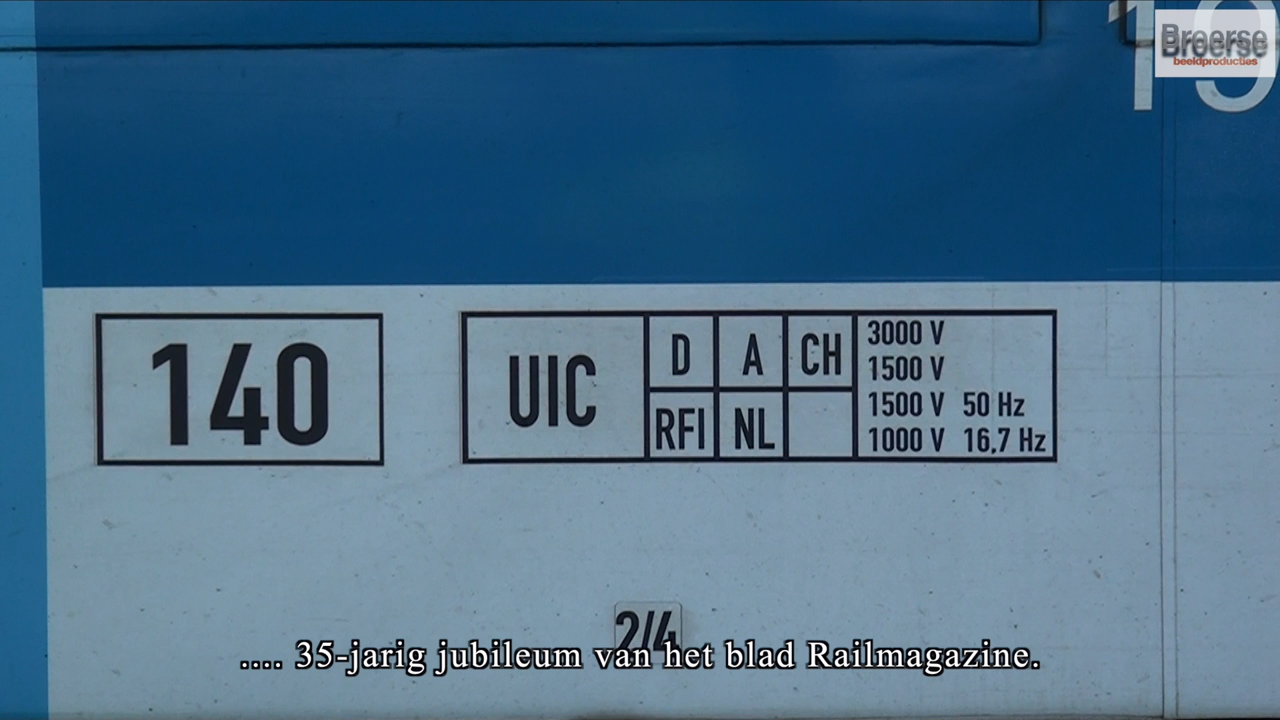 19
Broerse
beeldproducties
140
UIC
D A CH
RFI NL
3000 V
1500 V
1500 V 50 Hz
1000 V 16,7 Hz
2/4
.... 35-jarig jubileum van het blad Railmagazine.